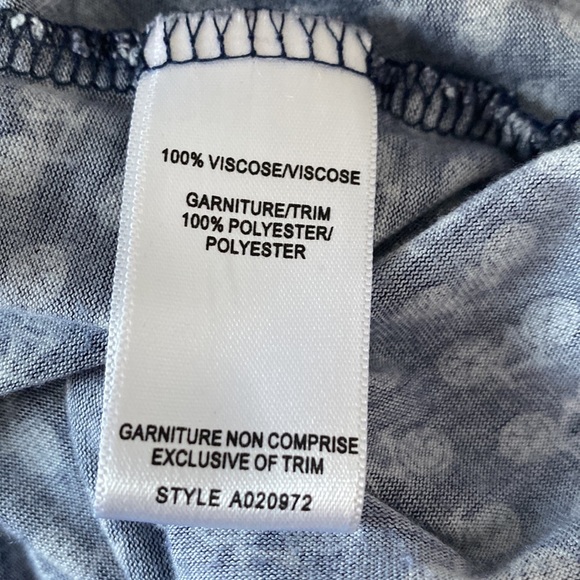 100% VISCOSE/VISCOSE
GARNITURE/TRIM
100% POLYESTER/
POLYESTER
GARNITURE NON COMPRISE
EXCLUSIVE OF TRIM
STYLE A020972